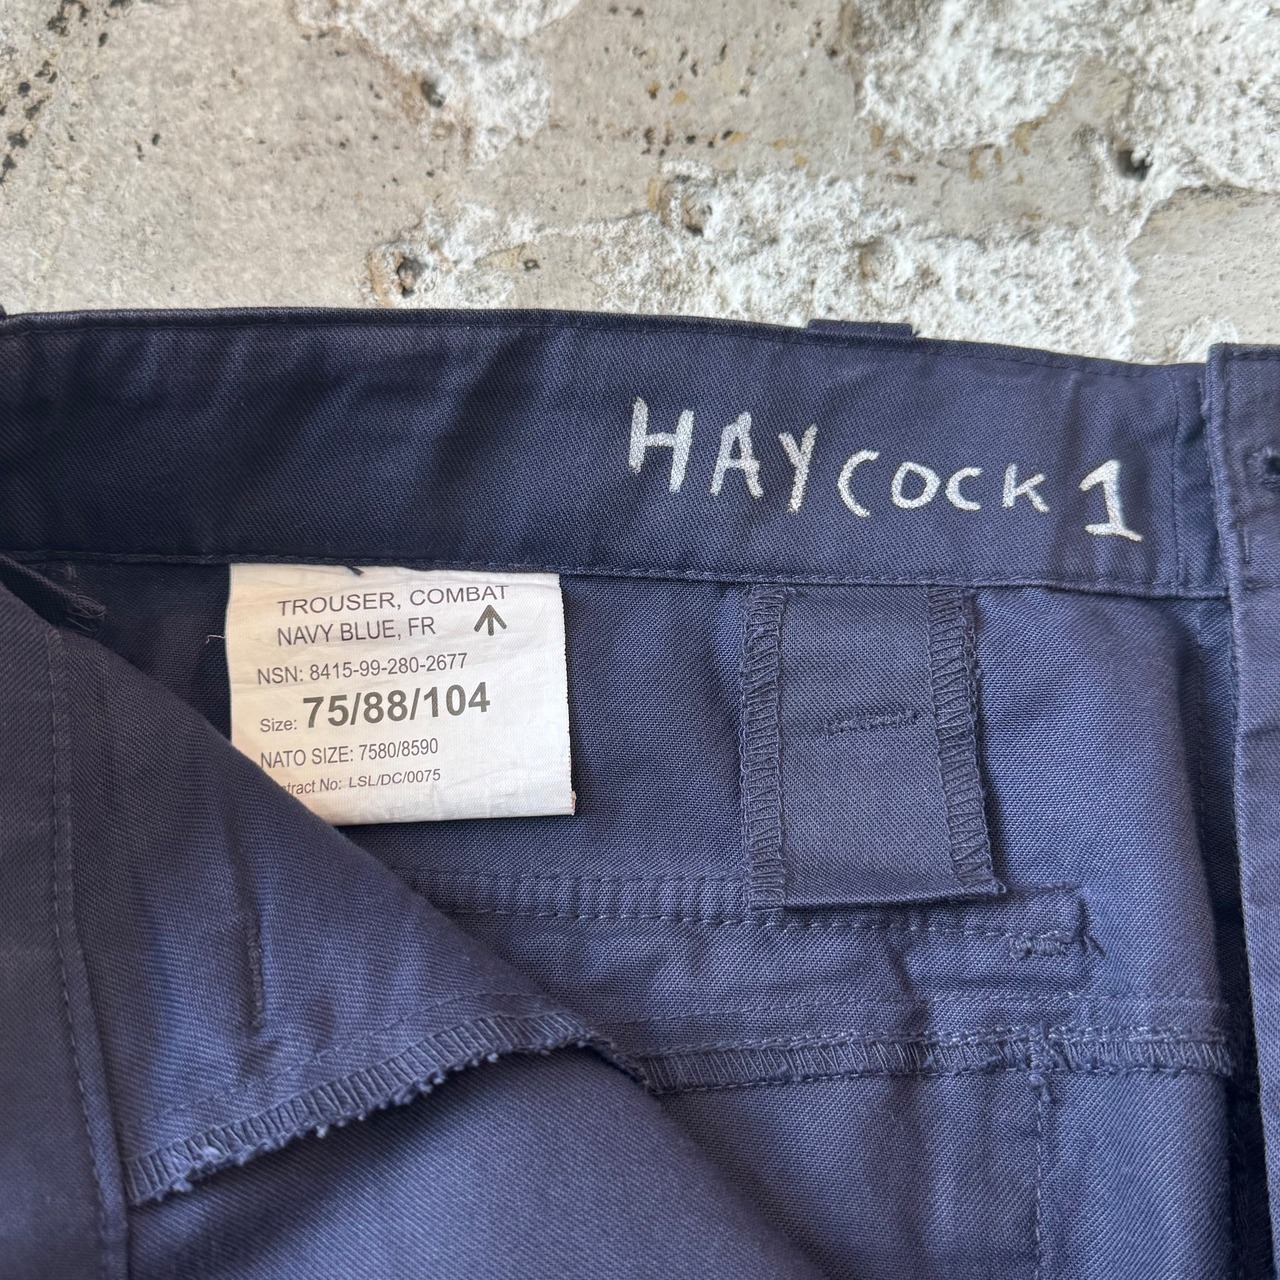 HAYCOCK 1
TROUSER, COMBAT
NAVY BLUE, FR
NSN: 8415-99-280-2677
Size: 75/88/104
NATO SIZE: 7580/8590
tract No: LSL/DC/0075